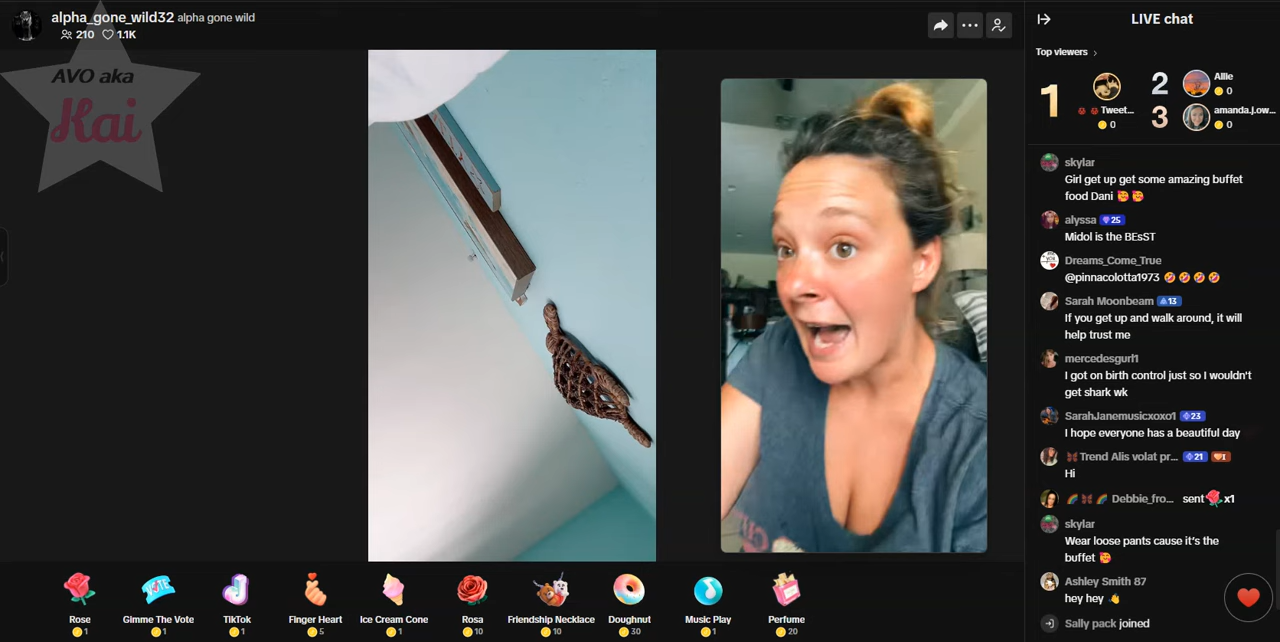 alpha_gone_wild32 alpha gone wild
210 1.1K
AVO aka
Kai
LIVE chat
Top viewers
1 Tweet... 0
2 Allie 0
3 amanda.j.ow... 0
skylar
Girl get up get some amazing buffet
food Dani 🥰 🥰
alyssa 25
Midol is the BEsST
Dreams_Come_True
@pinnacolotta1973 🤣 🤣 🤣 🤣
Sarah Moonbeam 13
If you get up and walk around, it will
help trust me
mercedesgurl1
I got on birth control just so I wouldn't
get shark wk
SarahJanemusicxoxo1 23
I hope everyone has a beautiful day
Trend Alis volat pr... 21 1
Hi
🌈 🦋 🌈 Debbie_fro... sent 🌹 x1
skylar
Wear loose pants cause it's the
buffet 🥰
Ashley Smith 87
hey hey 👋
Sally pack joined
Rose Gimme The Vote TikTok Finger Heart Ice Cream Cone Rosa Friendship Necklace Doughnut Music Play Perfume
1 1 1 5 1 10 10 30 1 20